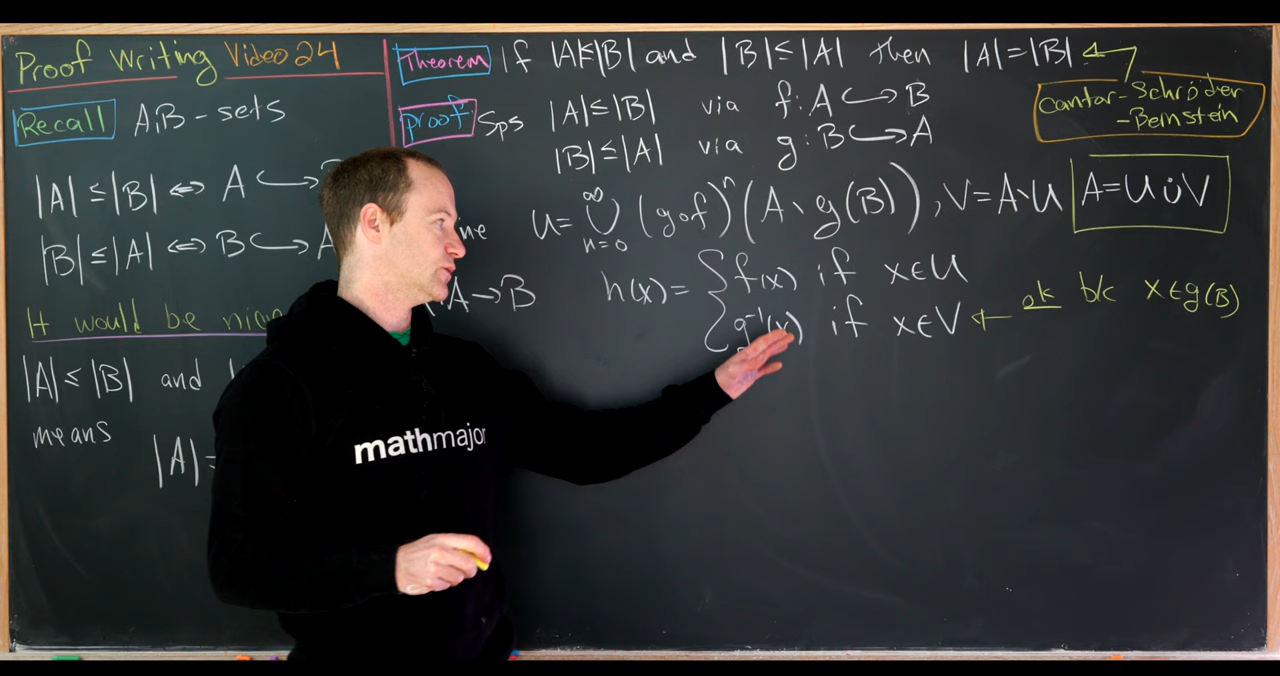 Proof Writing Video 24
Recall A,B - sets
|A| ≤ |B| ⇔ A ↪
|B| ≤ |A| ⇔ B ↪
It would be nice
|A| ≤ |B| and
means
|A| =
Theorem If |A| ≤ |B| and |B| ≤ |A| then |A| = |B|
Cantor-Schröder
-Bernstein
Proof Sps |A| ≤ |B| via f: A ↪ B
|B| ≤ |A| via g: B ↪ A
U = ⋃_{n=0}^{∞} (g∘f)^n (A∖g(B)), V = A∖U A = U ∪̇ V
A → B h(x) = { f(x) if x∈U
g⁻¹(x) if x∈V ← ok b/c x∈g(B)
mathmajor